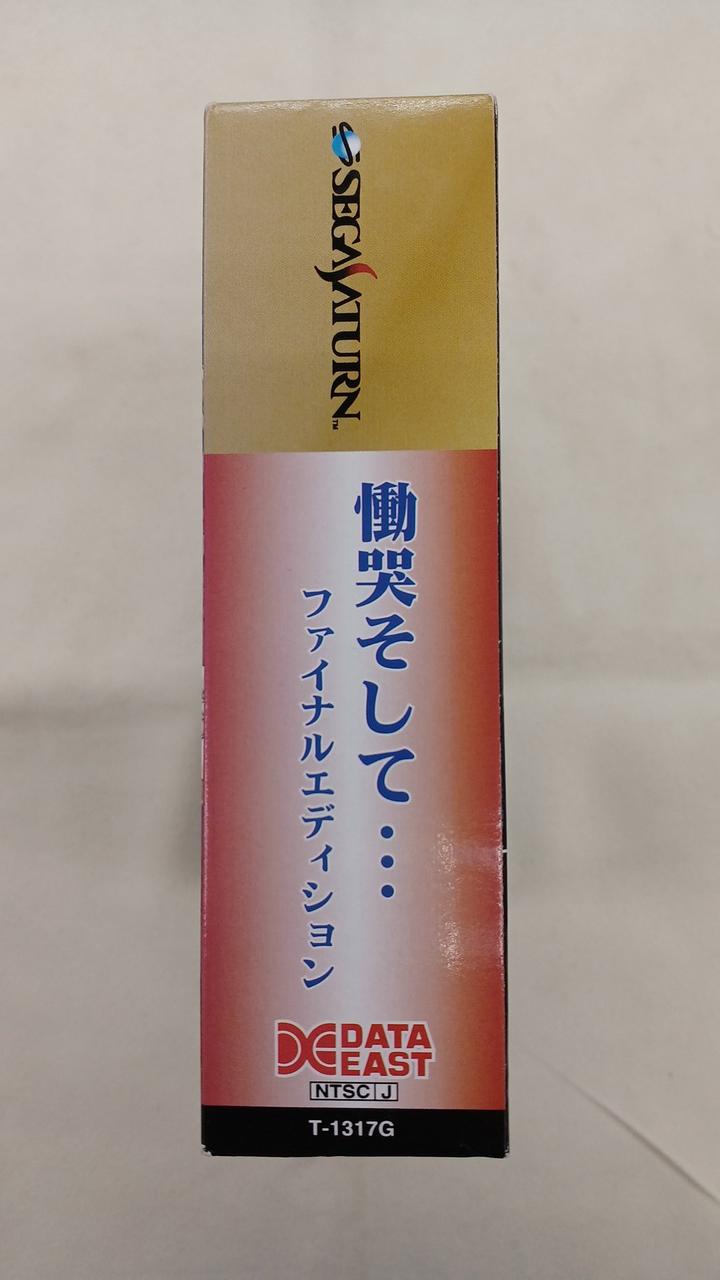 SEGA SATURN™
慟哭そして・・・
ファイナルエディション
DATA
EAST
NTSC J
T-1317G